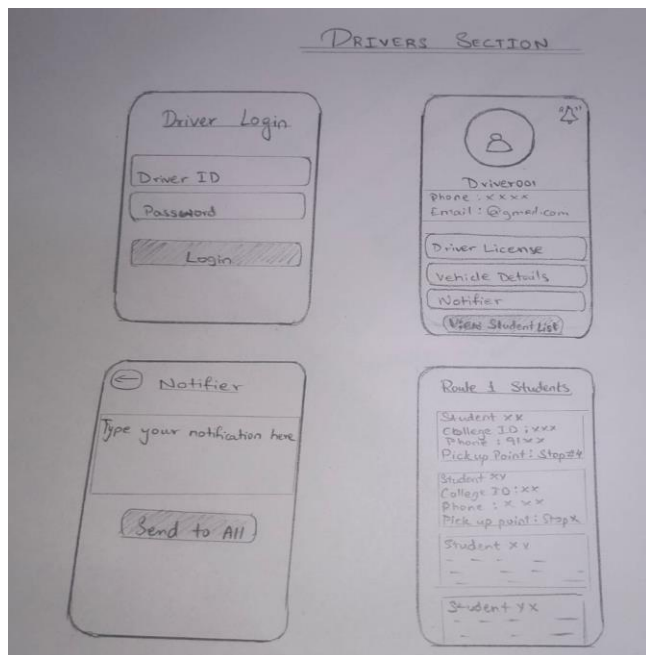 DRIVERS SECTION
Driver Login
Driver ID
Password
Login
Driver001
Phone : xxxx
Email : @gmed.com
Driver License
Vehicle Details
Notifier
View Student List
Notifier
Type your notification here
Send to All
Route 1 Students
Student xx
College ID : xxx
Phone : 91xx
Pickup Point : Stop#4
Student xy
College ID : xx
Phone : x xx
Pick up point : Stop x
Student x v
Student yx